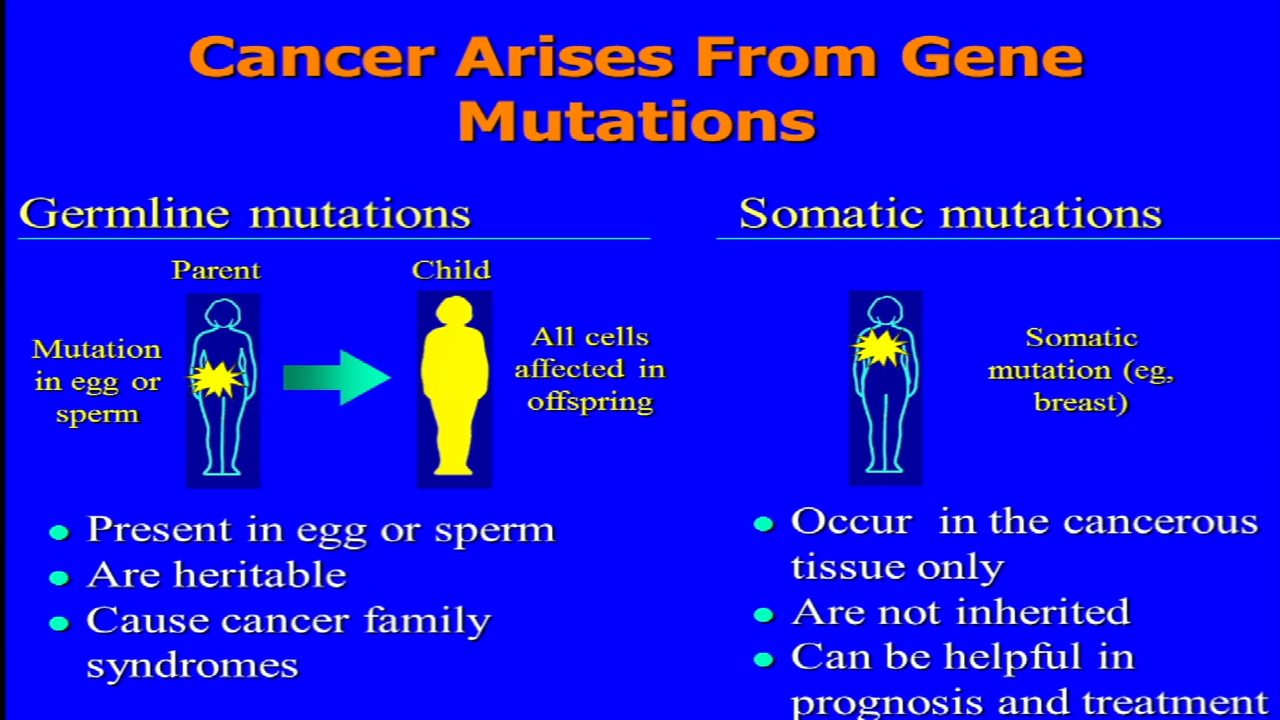 Cancer Arises From Gene
Mutations
Germline mutations
Parent
Child
Mutation
in egg or
sperm
All cells
affected in
offspring
Present in egg or sperm
Are heritable
Cause cancer family
syndromes
Somatic mutations
Somatic
mutation (eg,
breast)
Occur in the cancerous
tissue only
Are not inherited
Can be helpful in
prognosis and treatment